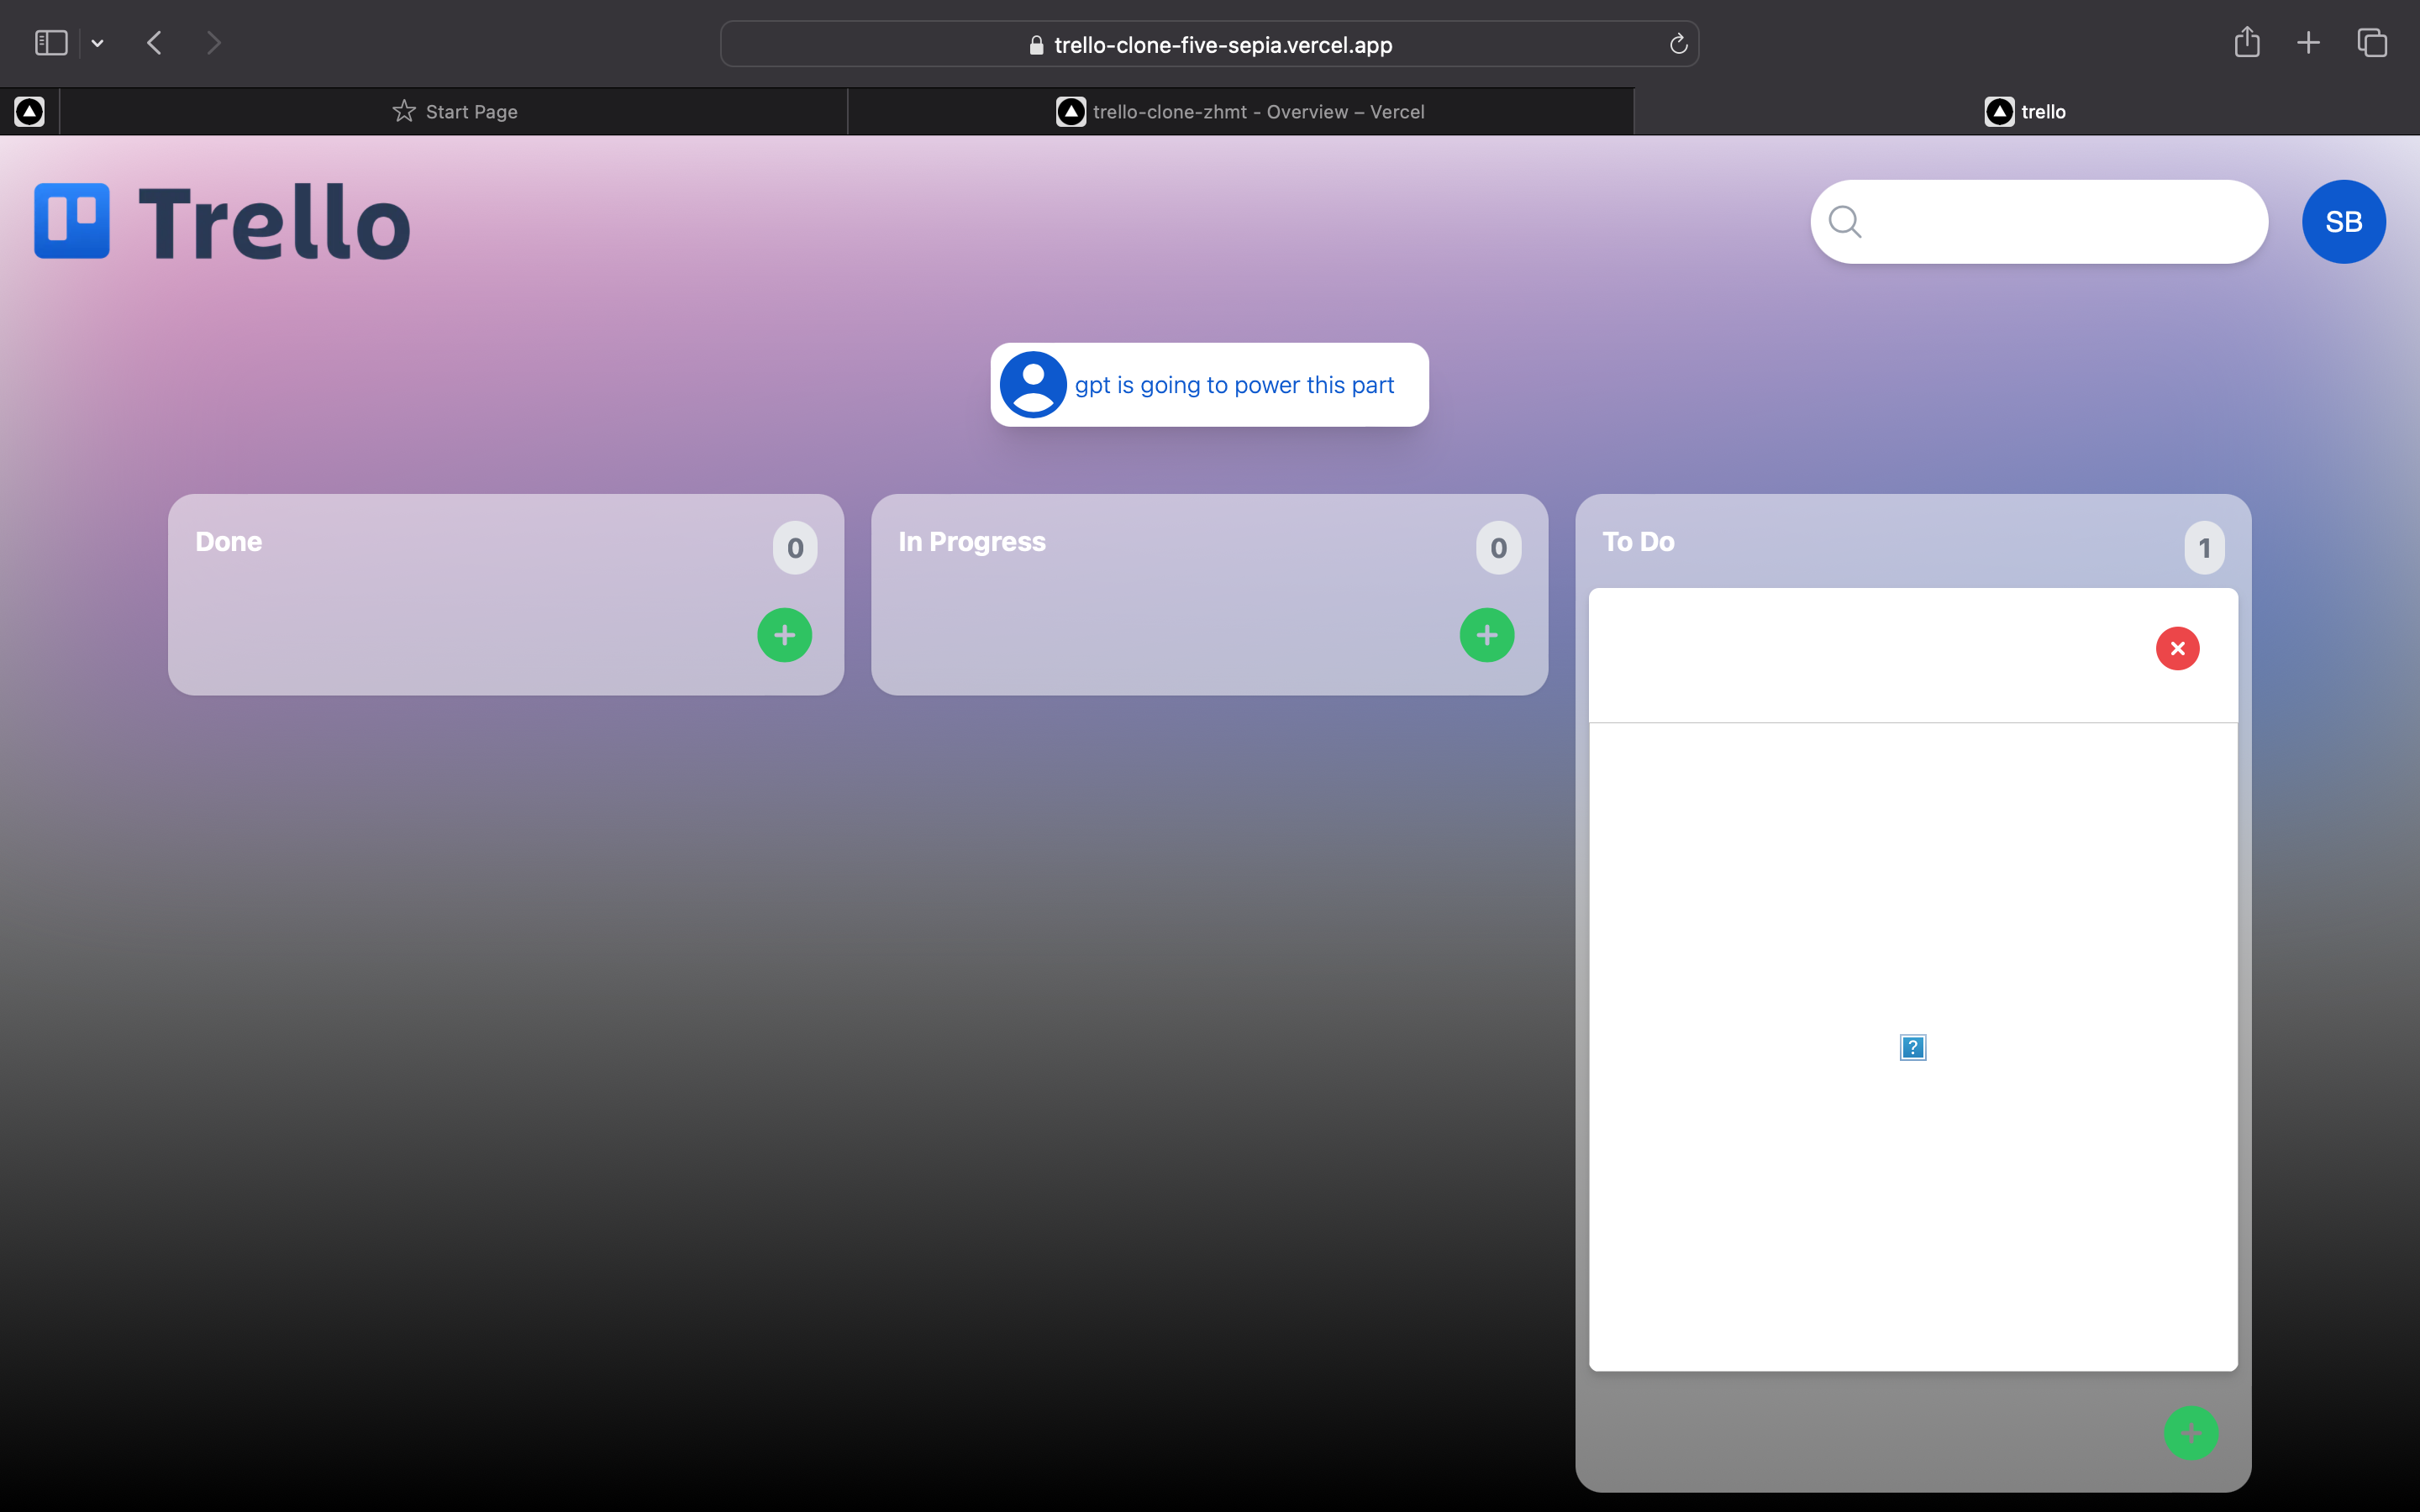 trello-clone-five-sepia.vercel.app
Start Page
trello-clone-zhmt - Overview – Vercel
trello
Trello
SB
gpt is going to power this part
Done
0
In Progress
0
To Do
1
?